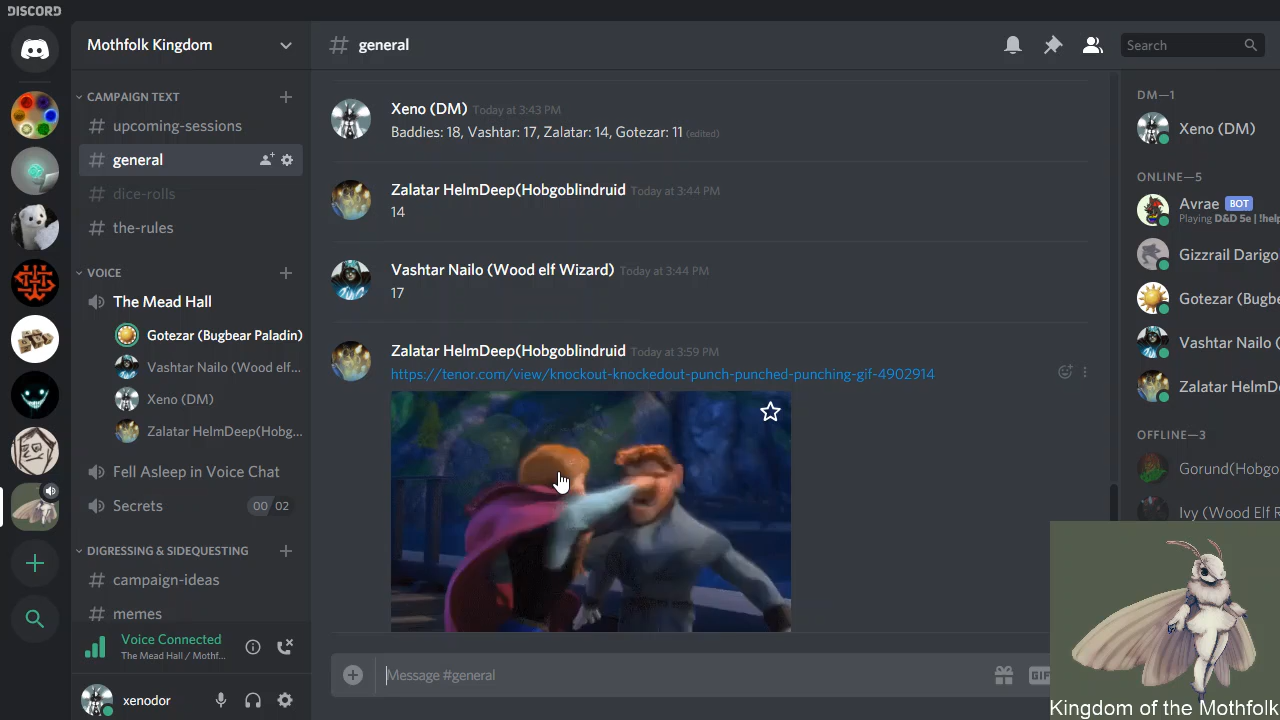 DISCORD
Mothfolk Kingdom
# general
Search
CAMPAIGN TEXT
# upcoming-sessions
# general
# dice-rolls
# the-rules
VOICE
The Mead Hall
Gotezar (Bugbear Paladin)
Vashtar Nailo (Wood elf...
Xeno (DM)
Zalatar HelmDeep(Hobg...
Fell Asleep in Voice Chat
Secrets
00 02
DIGRESSING & SIDEQUESTING
# campaign-ideas
# memes
Voice Connected
The Mead Hall / Mothf...
xenodor
Xeno (DM) Today at 3:43 PM
Baddies: 18, Vashtar: 17, Zalatar: 14, Gotezar: 11 (edited)
Zalatar HelmDeep(Hobgoblindruid Today at 3:44 PM
14
Vashtar Nailo (Wood elf Wizard) Today at 3:44 PM
17
Zalatar HelmDeep(Hobgoblindruid Today at 3:59 PM
https://tenor.com/view/knockout-knockedout-punch-punched-punching-gif-4902914
Message #general
GIF
DM—1
Xeno (DM)
ONLINE—5
Avrae BOT
Playing D&D 5e | !help
Gizzrail Darigo
Gotezar (Bugbe
Vashtar Nailo (
Zalatar HelmD
OFFLINE—3
Gorund(Hobgo
Ivy (Wood Elf R
Kingdom of the Mothfolk